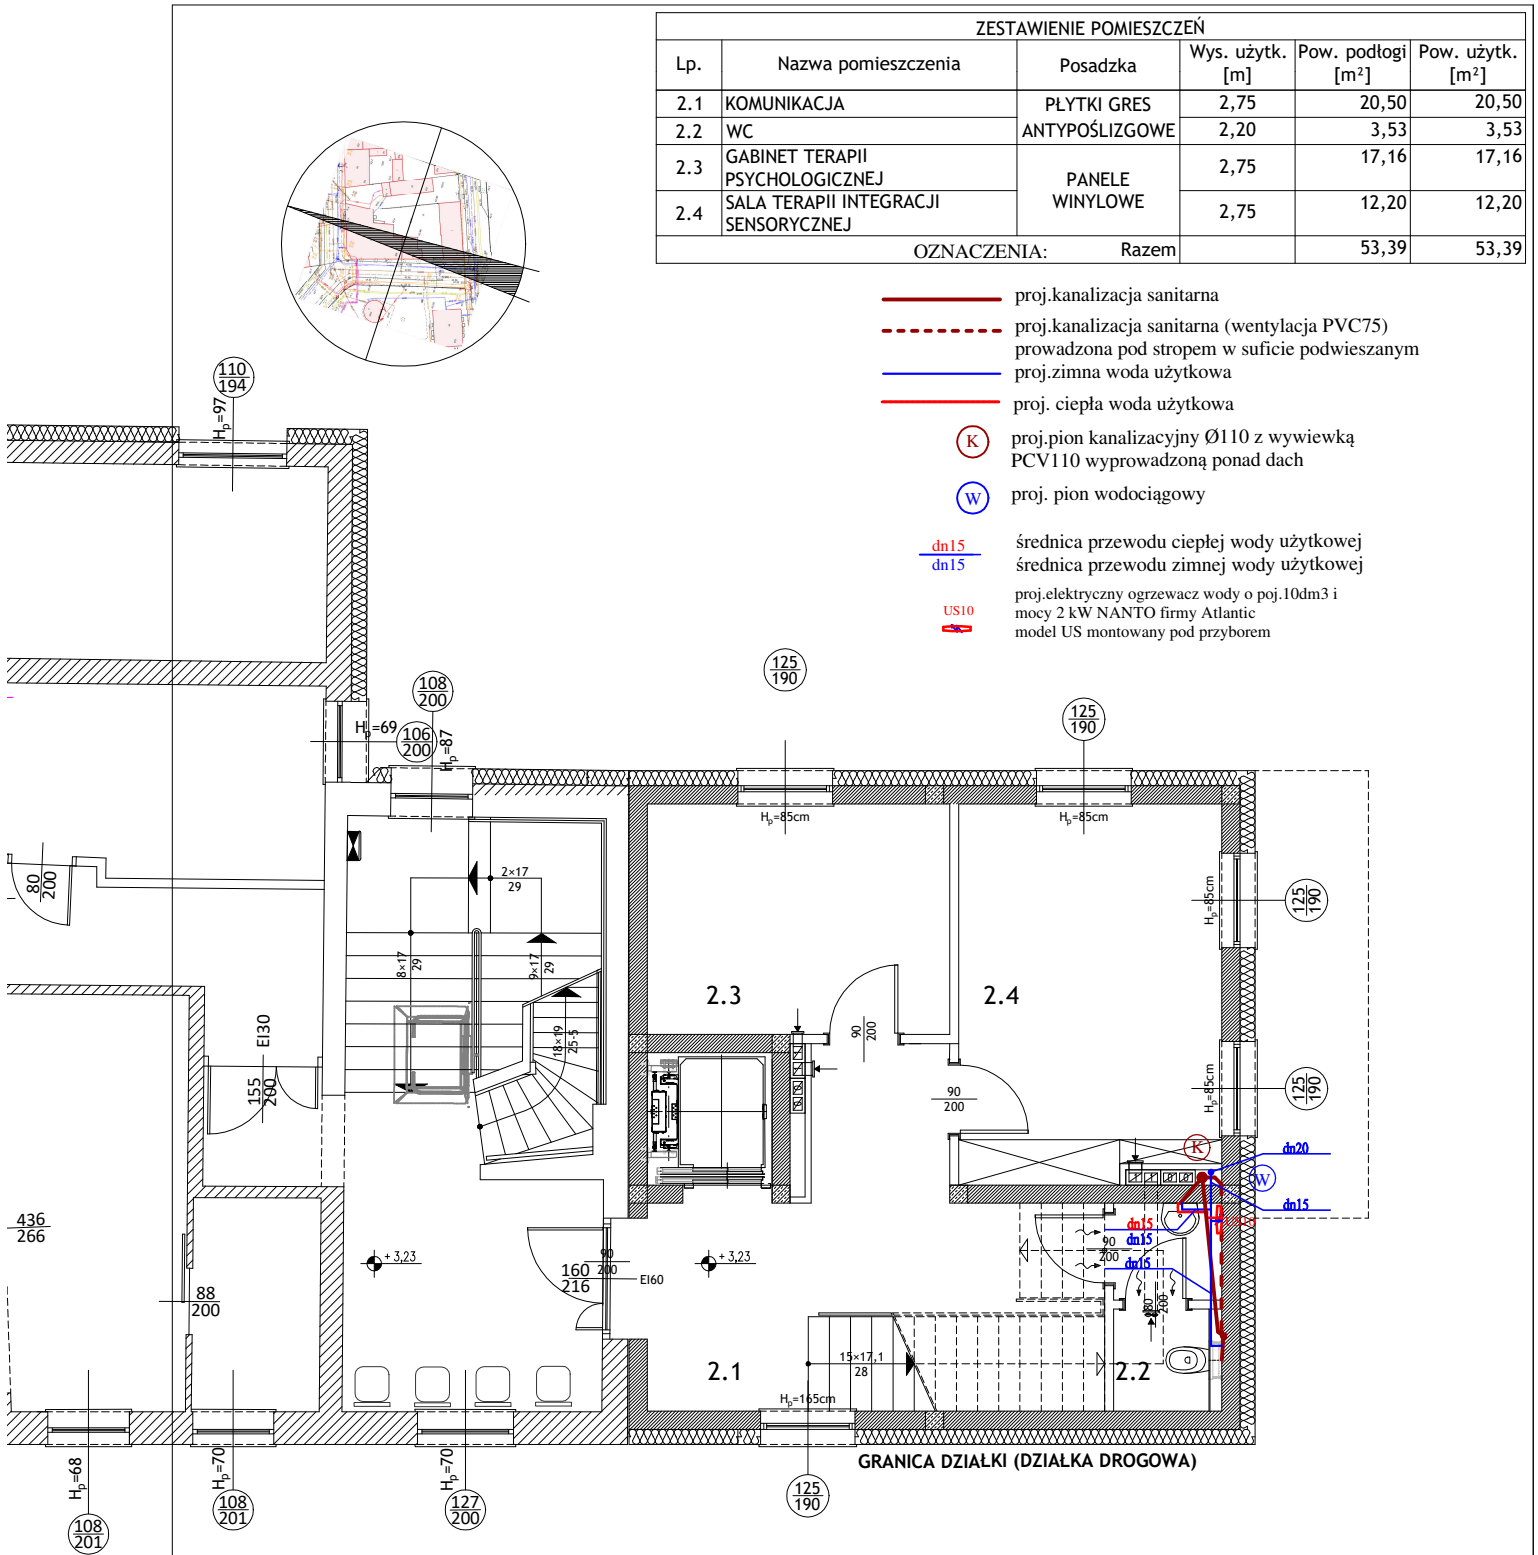 ZESTAWIENIE POMIESZCZEŃ
Lp. Nazwa pomieszczenia Posadzka Wys. użytk. [m] Pow. podłogi [m²] Pow. użytk. [m²]
2.1 KOMUNIKACJA PŁYTKI GRES 2,75 20,50 20,50
2.2 WC ANTYPOŚLIZGOWE 2,20 3,53 3,53
2.3 GABINET TERAPII PSYCHOLOGICZNEJ PANELE WINYLOWE 2,75 17,16 17,16
2.4 SALA TERAPII INTEGRACJI SENSORYCZNEJ 2,75 12,20 12,20
OZNACZENIA: Razem 53,39 53,39
proj.kanalizacja sanitarna
proj.kanalizacja sanitarna (wentylacja PVC75)
prowadzona pod stropem w suficie podwieszanym
proj.zimna woda użytkowa
proj. ciepła woda użytkowa
K proj.pion kanalizacyjny Ø110 z wywiewką
PCV110 wyprowadzoną ponad dach
W proj. pion wodociągowy
dn15 średnica przewodu ciepłej wody użytkowej
dn15 średnica przewodu zimnej wody użytkowej
proj.elektryczny ogrzewacz wody o poj.10dm3 i
US10 mocy 2 kW NANTO firmy Atlantic
model US montowany pod przyborem
110
194
Hp=97
108
200
Hp=69
106
200
Hp=87
125
190
125
190
Hp=85cm
Hp=85cm
80
200
2×17
29
8×17
29
9×17
29
18×19
25-5
Hp=85cm
125
190
2.3
2.4
EI30
155
200
90
200
90
200
Hp=85cm
125
190
K
dn20
W
dn15
436
266
dn15
dn15
90
200
dn15
+3,23
90
200
160
216
EI60
+3,23
88
200
80
200
2.1
15×17,1
28
2.2
Hp=165cm
GRANICA DZIAŁKI (DZIAŁKA DROGOWA)
Hp=68
Hp=70
Hp=70
108
201
108
201
127
200
125
190